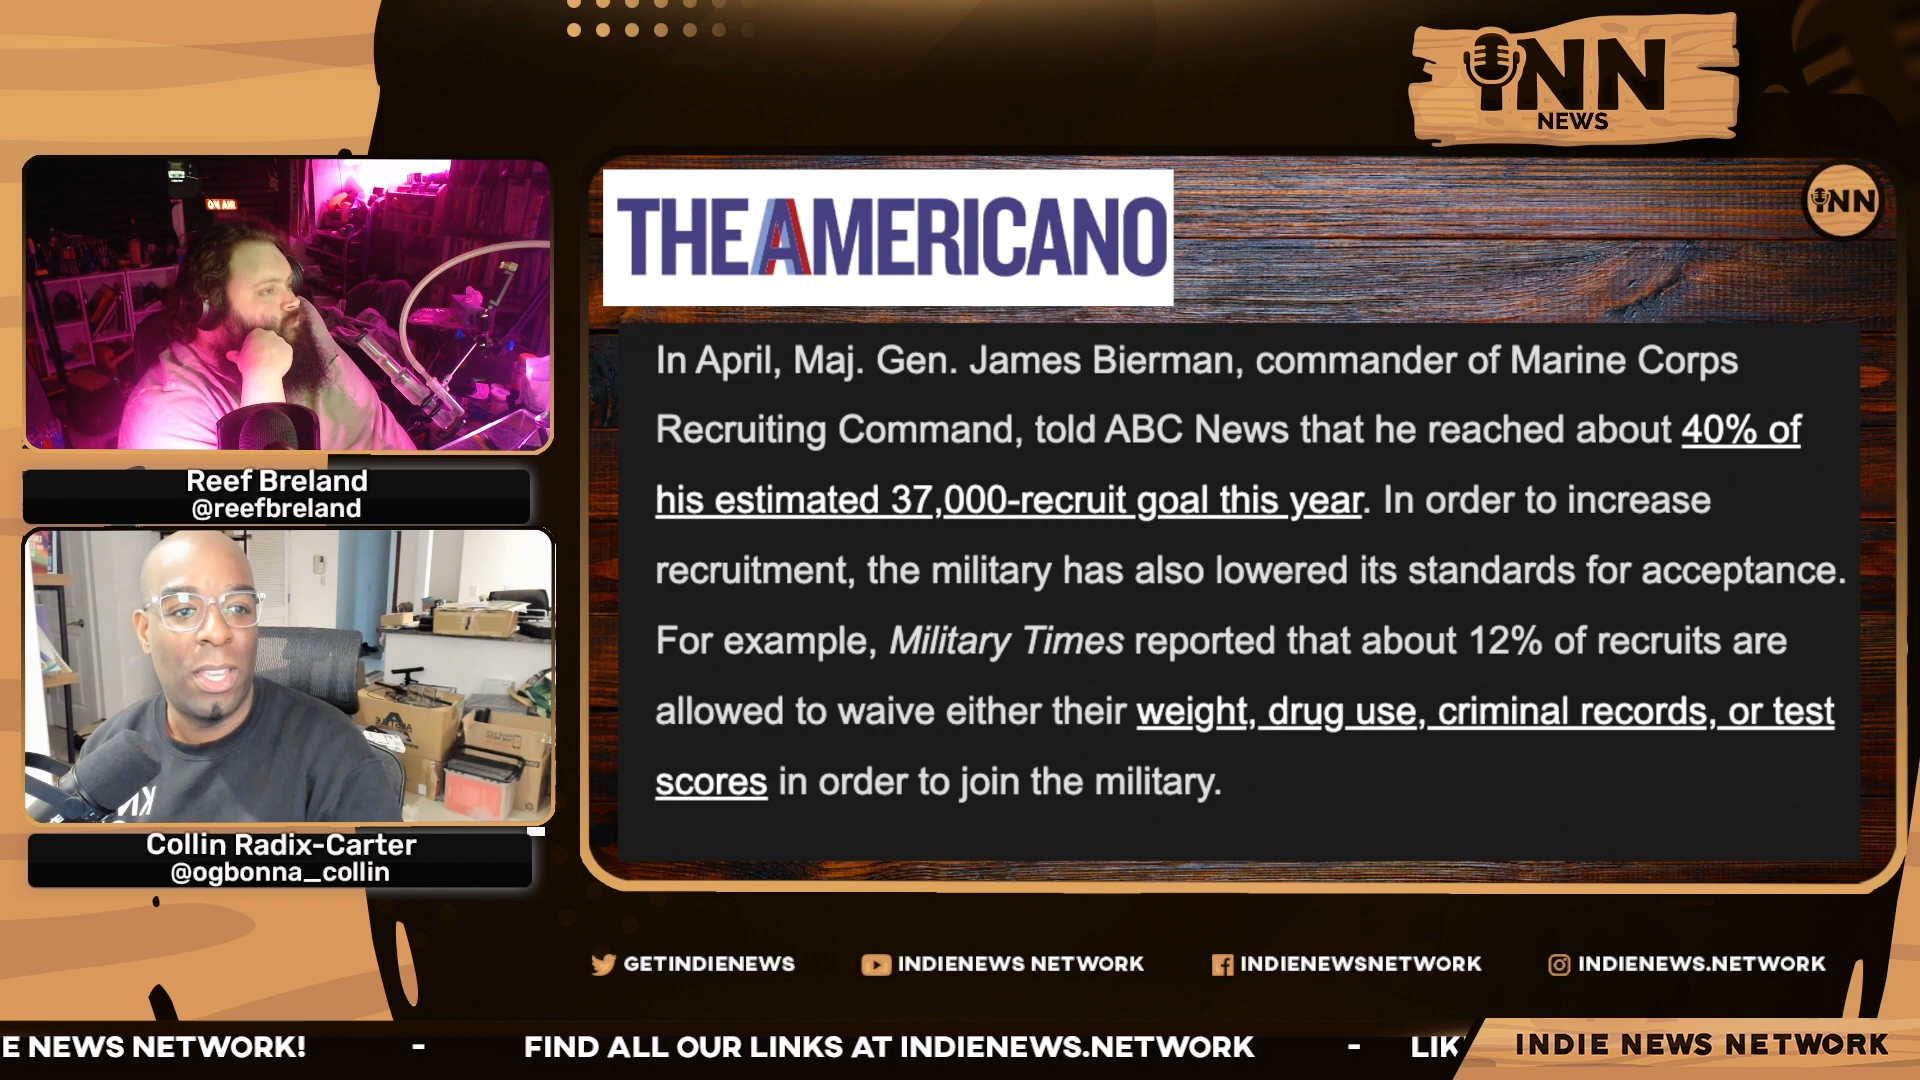 iNN
NEWS
ON AIR
THE AMERICANO
iNN
In April, Maj. Gen. James Bierman, commander of Marine Corps
Recruiting Command, told ABC News that he reached about 40% of
his estimated 37,000-recruit goal this year. In order to increase
recruitment, the military has also lowered its standards for acceptance.
For example, Military Times reported that about 12% of recruits are
allowed to waive either their weight, drug use, criminal records, or test
scores in order to join the military.
Reef Breland
@reefbreland
Collin Radix-Carter
@ogbonna_collin
GETINDIENEWS
INDIENEWS NETWORK
INDIENEWSNETWORK
INDIENEWS.NETWORK
E NEWS NETWORK! - FIND ALL OUR LINKS AT INDIENEWS.NETWORK - LIK
INDIE NEWS NETWORK